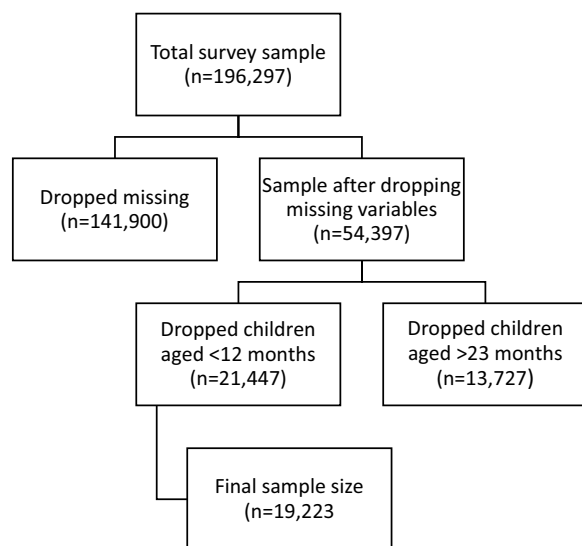 Total survey sample
(n=196,297)
Dropped missing
(n=141,900)
Sample after dropping
missing variables
(n=54,397)
Dropped children
aged <12 months
(n=21,447)
Dropped children
aged >23 months
(n=13,727)
Final sample size
(n=19,223